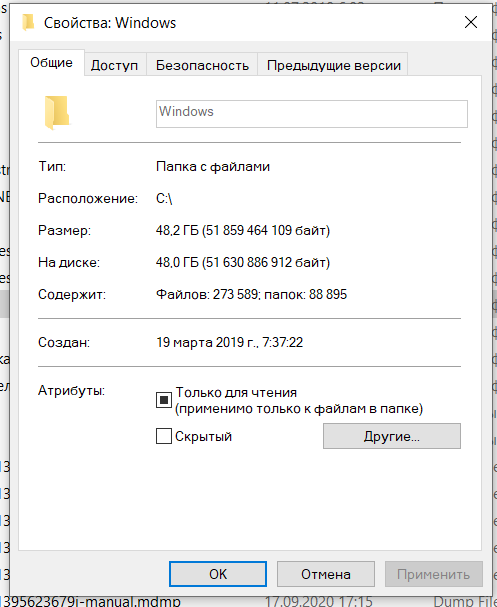 Свойства: Windows
Общие
Доступ
Безопасность
Предыдущие версии
Windows
Тип: Папка с файлами
Расположение: C:\
Размер: 48,2 ГБ (51 859 464 109 байт)
На диске: 48,0 ГБ (51 630 886 912 байт)
Содержит: Файлов: 273 589; папок: 88 895
Создан: 19 марта 2019 г., 7:37:22
Атрибуты: Только для чтения
(применимо только к файлам в папке)
Скрытый
Другие...
OK
Отмена
Применить
1395623679i-manual.mdmp 17.09.2020 17:15 Dump File